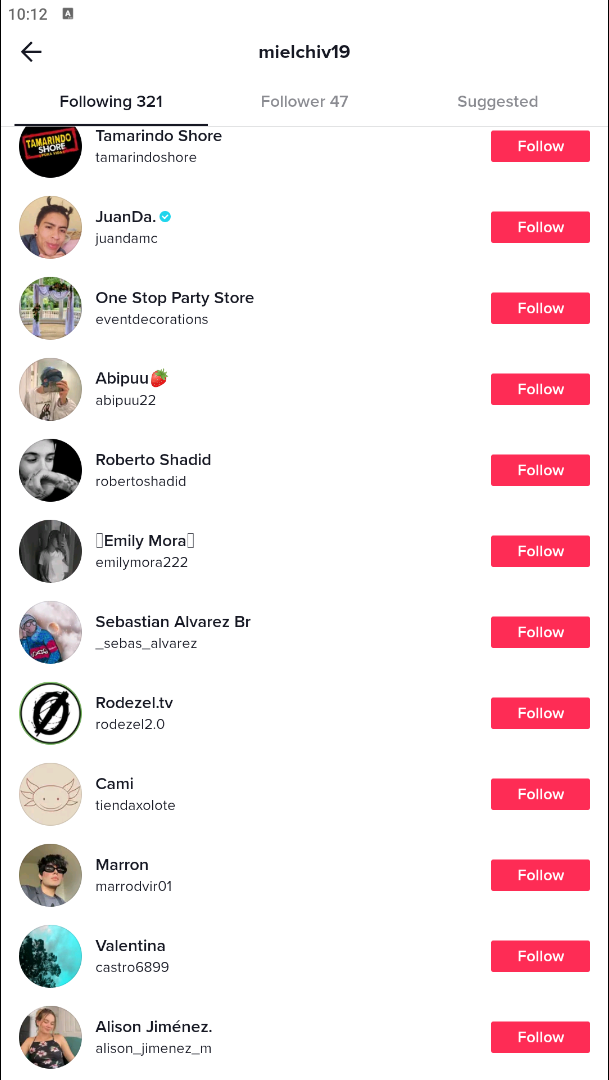 10:12 A
mielchiv19
Following 321 Follower 47 Suggested
TAMARINDO
SHORE
Tamarindo Shore
tamarindoshore
Follow
JuanDa.
juandamc
Follow
One Stop Party Store
eventdecorations
Follow
Abipuu🍓
abipuu22
Follow
Roberto Shadid
robertoshadid
Follow
Emily Mora
emilymora222
Follow
Sebastian Alvarez Br
_sebas_alvarez
Follow
Rodezel.tv
rodezel2.0
Follow
Cami
tiendaxolote
Follow
Marron
marrodvir01
Follow
Valentina
castro6899
Follow
Alison Jiménez.
alison_jimenez_m
Follow